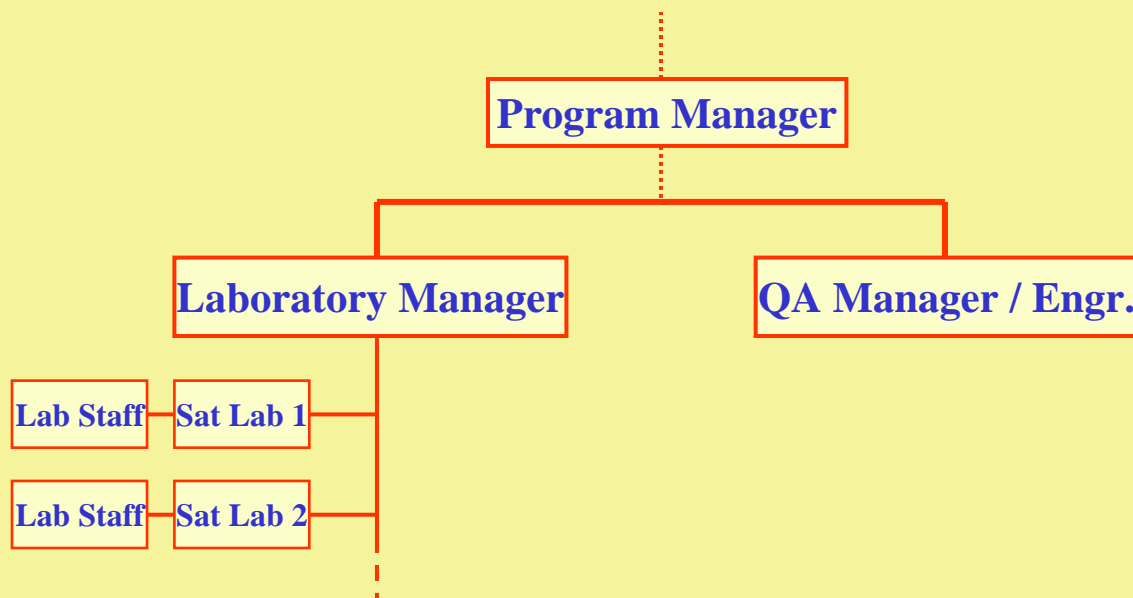 Program Manager
Laboratory Manager
QA Manager / Engr.
Lab Staff
Sat Lab 1
Lab Staff
Sat Lab 2